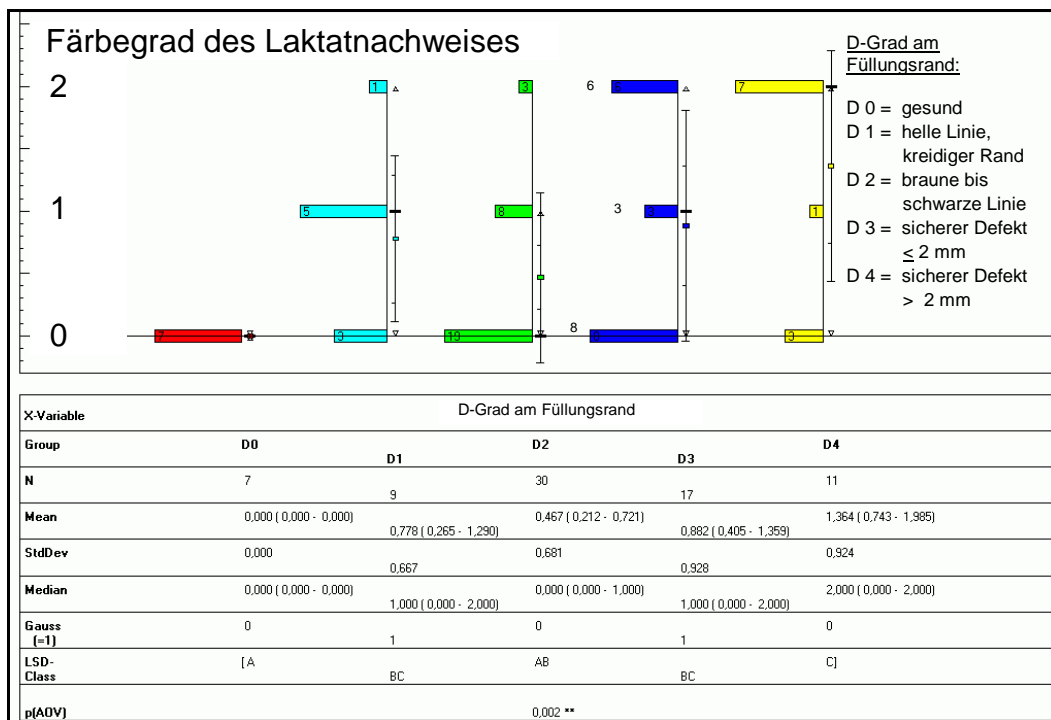 Färbegrad des Laktatnachweises
2
1
0
1
5
3
7
3
8
19
6
6
3
3
8
8
7
1
3
D-Grad am
Füllungsrand:
D 0 = gesund
D 1 = helle Linie,
kreidiger Rand
D 2 = braune bis
schwarze Linie
D 3 = sicherer Defekt
≤ 2 mm
D 4 = sicherer Defekt
> 2 mm
X-Variable D-Grad am Füllungsrand
Group D0 D1 D2 D3 D4
N 7 9 30 17 11
Mean 0,000 ( 0,000 - 0,000) 0,778 ( 0,265 - 1,290) 0,467 ( 0,212 - 0,721) 0,882 ( 0,405 - 1,359) 1,364 ( 0,743 - 1,985)
StdDev 0,000 0,667 0,681 0,928 0,924
Median 0,000 ( 0,000 - 0,000) 1,000 ( 0,000 - 2,000) 0,000 ( 0,000 - 1,000) 1,000 ( 0,000 - 2,000) 2,000 ( 0,000 - 2,000)
Gauss (=1) 0 1 0 1 0
LSD-Class [ A BC AB BC C]
p(AOV) 0,002 **